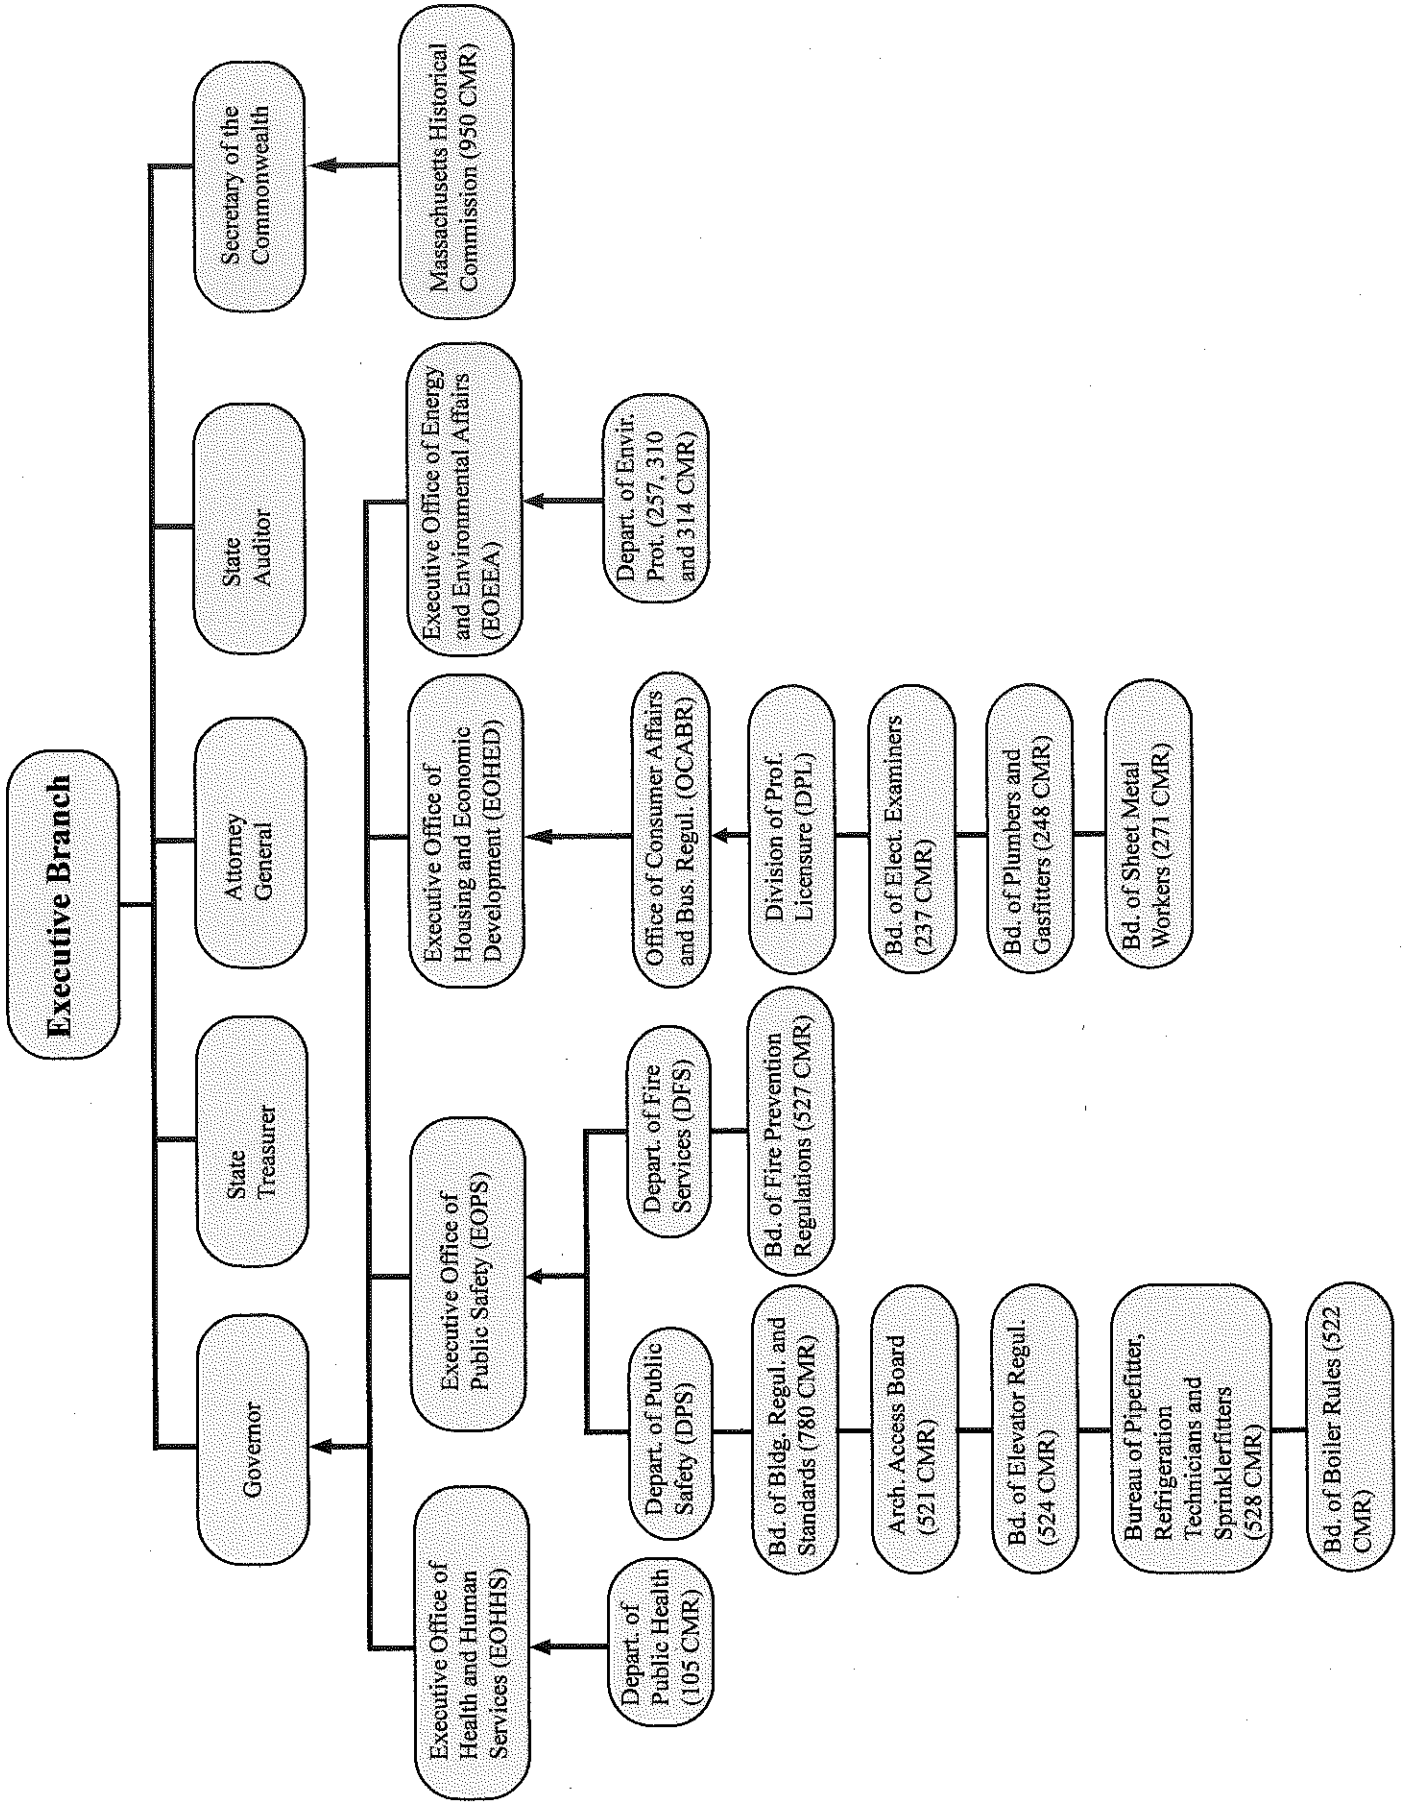 Executive Branch
Governor
State
Treasurer
Attorney
General
State
Auditor
Secretary of the
Commonwealth
Executive Office of
Health and Human
Services (EOHHS)
Executive Office of
Public Safety (EOPS)
Executive Office of
Housing and Economic
Development (EOHED)
Executive Office of Energy
and Environmental Affairs
(EOEEA)
Massachusetts Historical
Commission (950 CMR)
Depart. of
Public Health
(105 CMR)
Depart. of Public
Safety (DPS)
Depart. of Fire
Services (DFS)
Office of Consumer Affairs
and Bus. Regul. (OCABR)
Depart. of Envir.
Prot. (257, 310
and 314 CMR)
Bd. of Bldg. Regul. and
Standards (780 CMR)
Bd. of Fire Prevention
Regulations (527 CMR)
Division of Prof.
Licensure (DPL)
Arch. Access Board
(521 CMR)
Bd. of Elect. Examiners
(237 CMR)
Bd. of Elevator Regul.
(524 CMR)
Bd. of Plumbers and
Gasfitters (248 CMR)
Bureau of Pipefitter,
Refrigeration
Technicians and
Sprinklerfitters
(528 CMR)
Bd. of Sheet Metal
Workers (271 CMR)
Bd. of Boiler Rules (522
CMR)